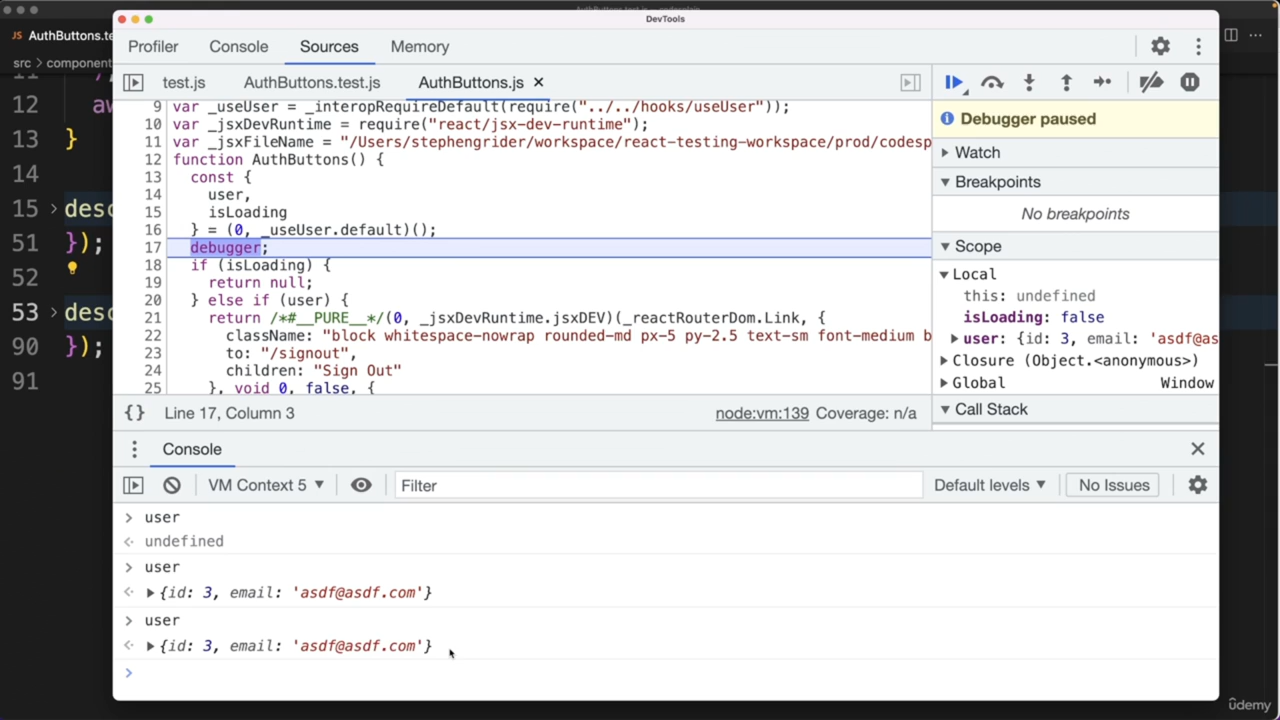 DevTools
JS AuthButtons.te
src > component
Profiler Console Sources Memory
test.js AuthButtons.test.js AuthButtons.js
9 var _useUser = _interopRequireDefault(require("../../hooks/useUser"));
10 var _jsxDevRuntime = require("react/jsx-dev-runtime");
11 var _jsxFileName = "/Users/stephengrider/workspace/react-testing-workspace/prod/codesp
12 function AuthButtons() {
13 const {
14 user,
15 isLoading
16 } = (0, _useUser.default)();
17 debugger;
18 if (isLoading) {
19 return null;
20 } else if (user) {
21 return /*#__PURE__*/(0, _jsxDevRuntime.jsxDEV)(_reactRouterDom.Link, {
22 className: "block whitespace-nowrap rounded-md px-5 py-2.5 text-sm font-medium b
23 to: "/signout",
24 children: "Sign Out"
25 }, void 0, false, {
{} Line 17, Column 3 node:vm:139 Coverage: n/a
Debugger paused
Watch
Breakpoints
No breakpoints
Scope
Local
this: undefined
isLoading: false
user: {id: 3, email: 'asdf@as
Closure (Object.<anonymous>)
Global Window
Call Stack
Console
VM Context 5 Filter Default levels No Issues
> user
undefined
> user
{id: 3, email: 'asdf@asdf.com'}
> user
{id: 3, email: 'asdf@asdf.com'}
>
11
12 aw
13 }
14
15 > desc
51 });
52
53 > desc
90 });
91
ûdemy